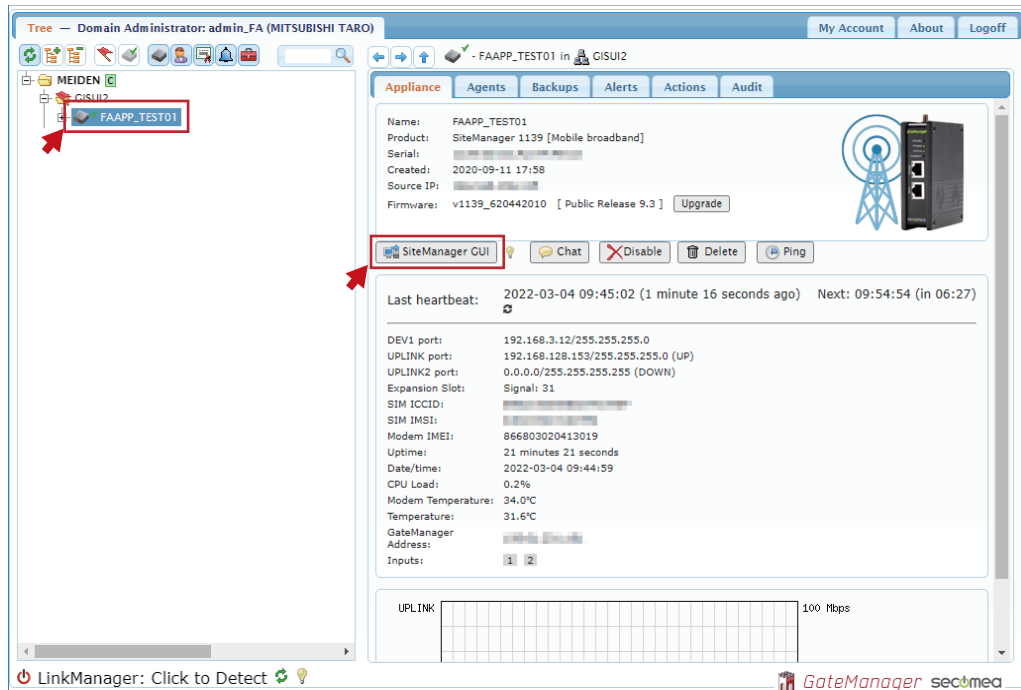 Tree — Domain Administrator: admin_FA (MITSUBISHI TARO)
My Account
About
Logoff
- FAAPP_TEST01 in GISUI2
MEIDEN C
GISUI2
FAAPP_TEST01
Appliance
Agents
Backups
Alerts
Actions
Audit
Name: FAAPP_TEST01
Product: SiteManager 1139 [Mobile broadband]
Serial:
Created: 2020-09-11 17:58
Source IP:
Firmware: v1139_620442010 [ Public Release 9.3 ] Upgrade
SiteManager GUI
Chat
Disable
Delete
Ping
Last heartbeat: 2022-03-04 09:45:02 (1 minute 16 seconds ago) Next: 09:54:54 (in 06:27)
DEV1 port: 192.168.3.12/255.255.255.0
UPLINK port: 192.168.128.153/255.255.255.0 (UP)
UPLINK2 port: 0.0.0.0/255.255.255.255 (DOWN)
Expansion Slot: Signal: 31
SIM ICCID:
SIM IMSI:
Modem IMEI: 866803020413019
Uptime: 21 minutes 21 seconds
Date/time: 2022-03-04 09:44:59
CPU Load: 0.2%
Modem Temperature: 34.0°C
Temperature: 31.6°C
GateManager
Address:
Inputs: 1 2
UPLINK
100 Mbps
LinkManager: Click to Detect
GateManager secomea